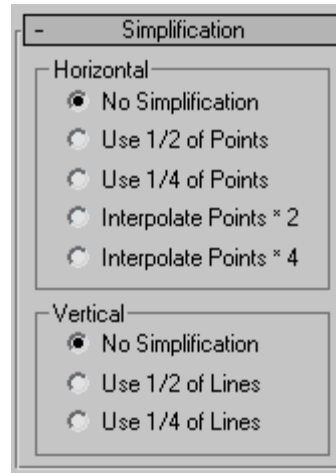 - Simplification
Horizontal
No Simplification
Use 1/2 of Points
Use 1/4 of Points
Interpolate Points * 2
Interpolate Points * 4
Vertical
No Simplification
Use 1/2 of Lines
Use 1/4 of Lines